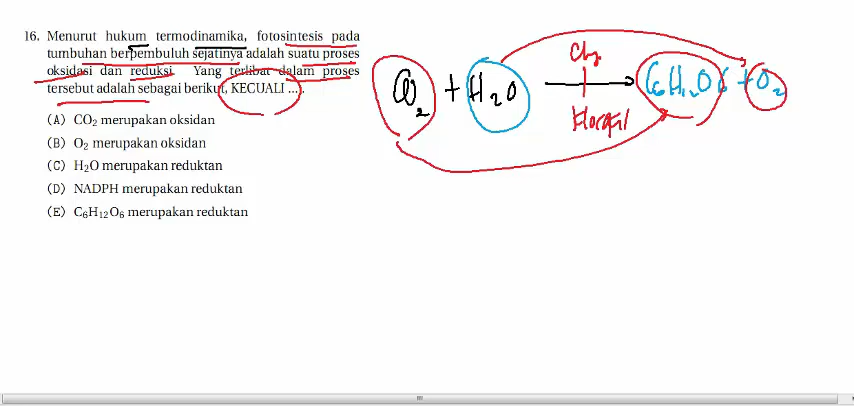 16. Menurut hukum termodinamika, fotosintesis pada
tumbuhan berpembuluh sejatinya adalah suatu proses
oksidasi dan reduksi Yang terlibat dalam proses
tersebut adalah sebagai berikut, KECUALI ....
(A) CO₂ merupakan oksidan
(B) O₂ merupakan oksidan
(C) H₂O merupakan reduktan
(D) NADPH merupakan reduktan
(E) C₆H₁₂O₆ merupakan reduktan
CO₂ + H₂O → C6H12O6 + O₂